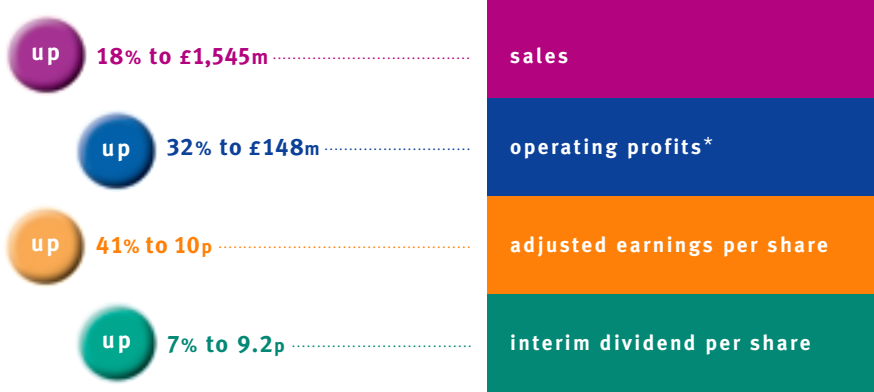 up 18% to £1,545m sales
up 32% to £148m operating profits*
up 41% to 10p adjusted earnings per share
up 7% to 9.2p interim dividend per share